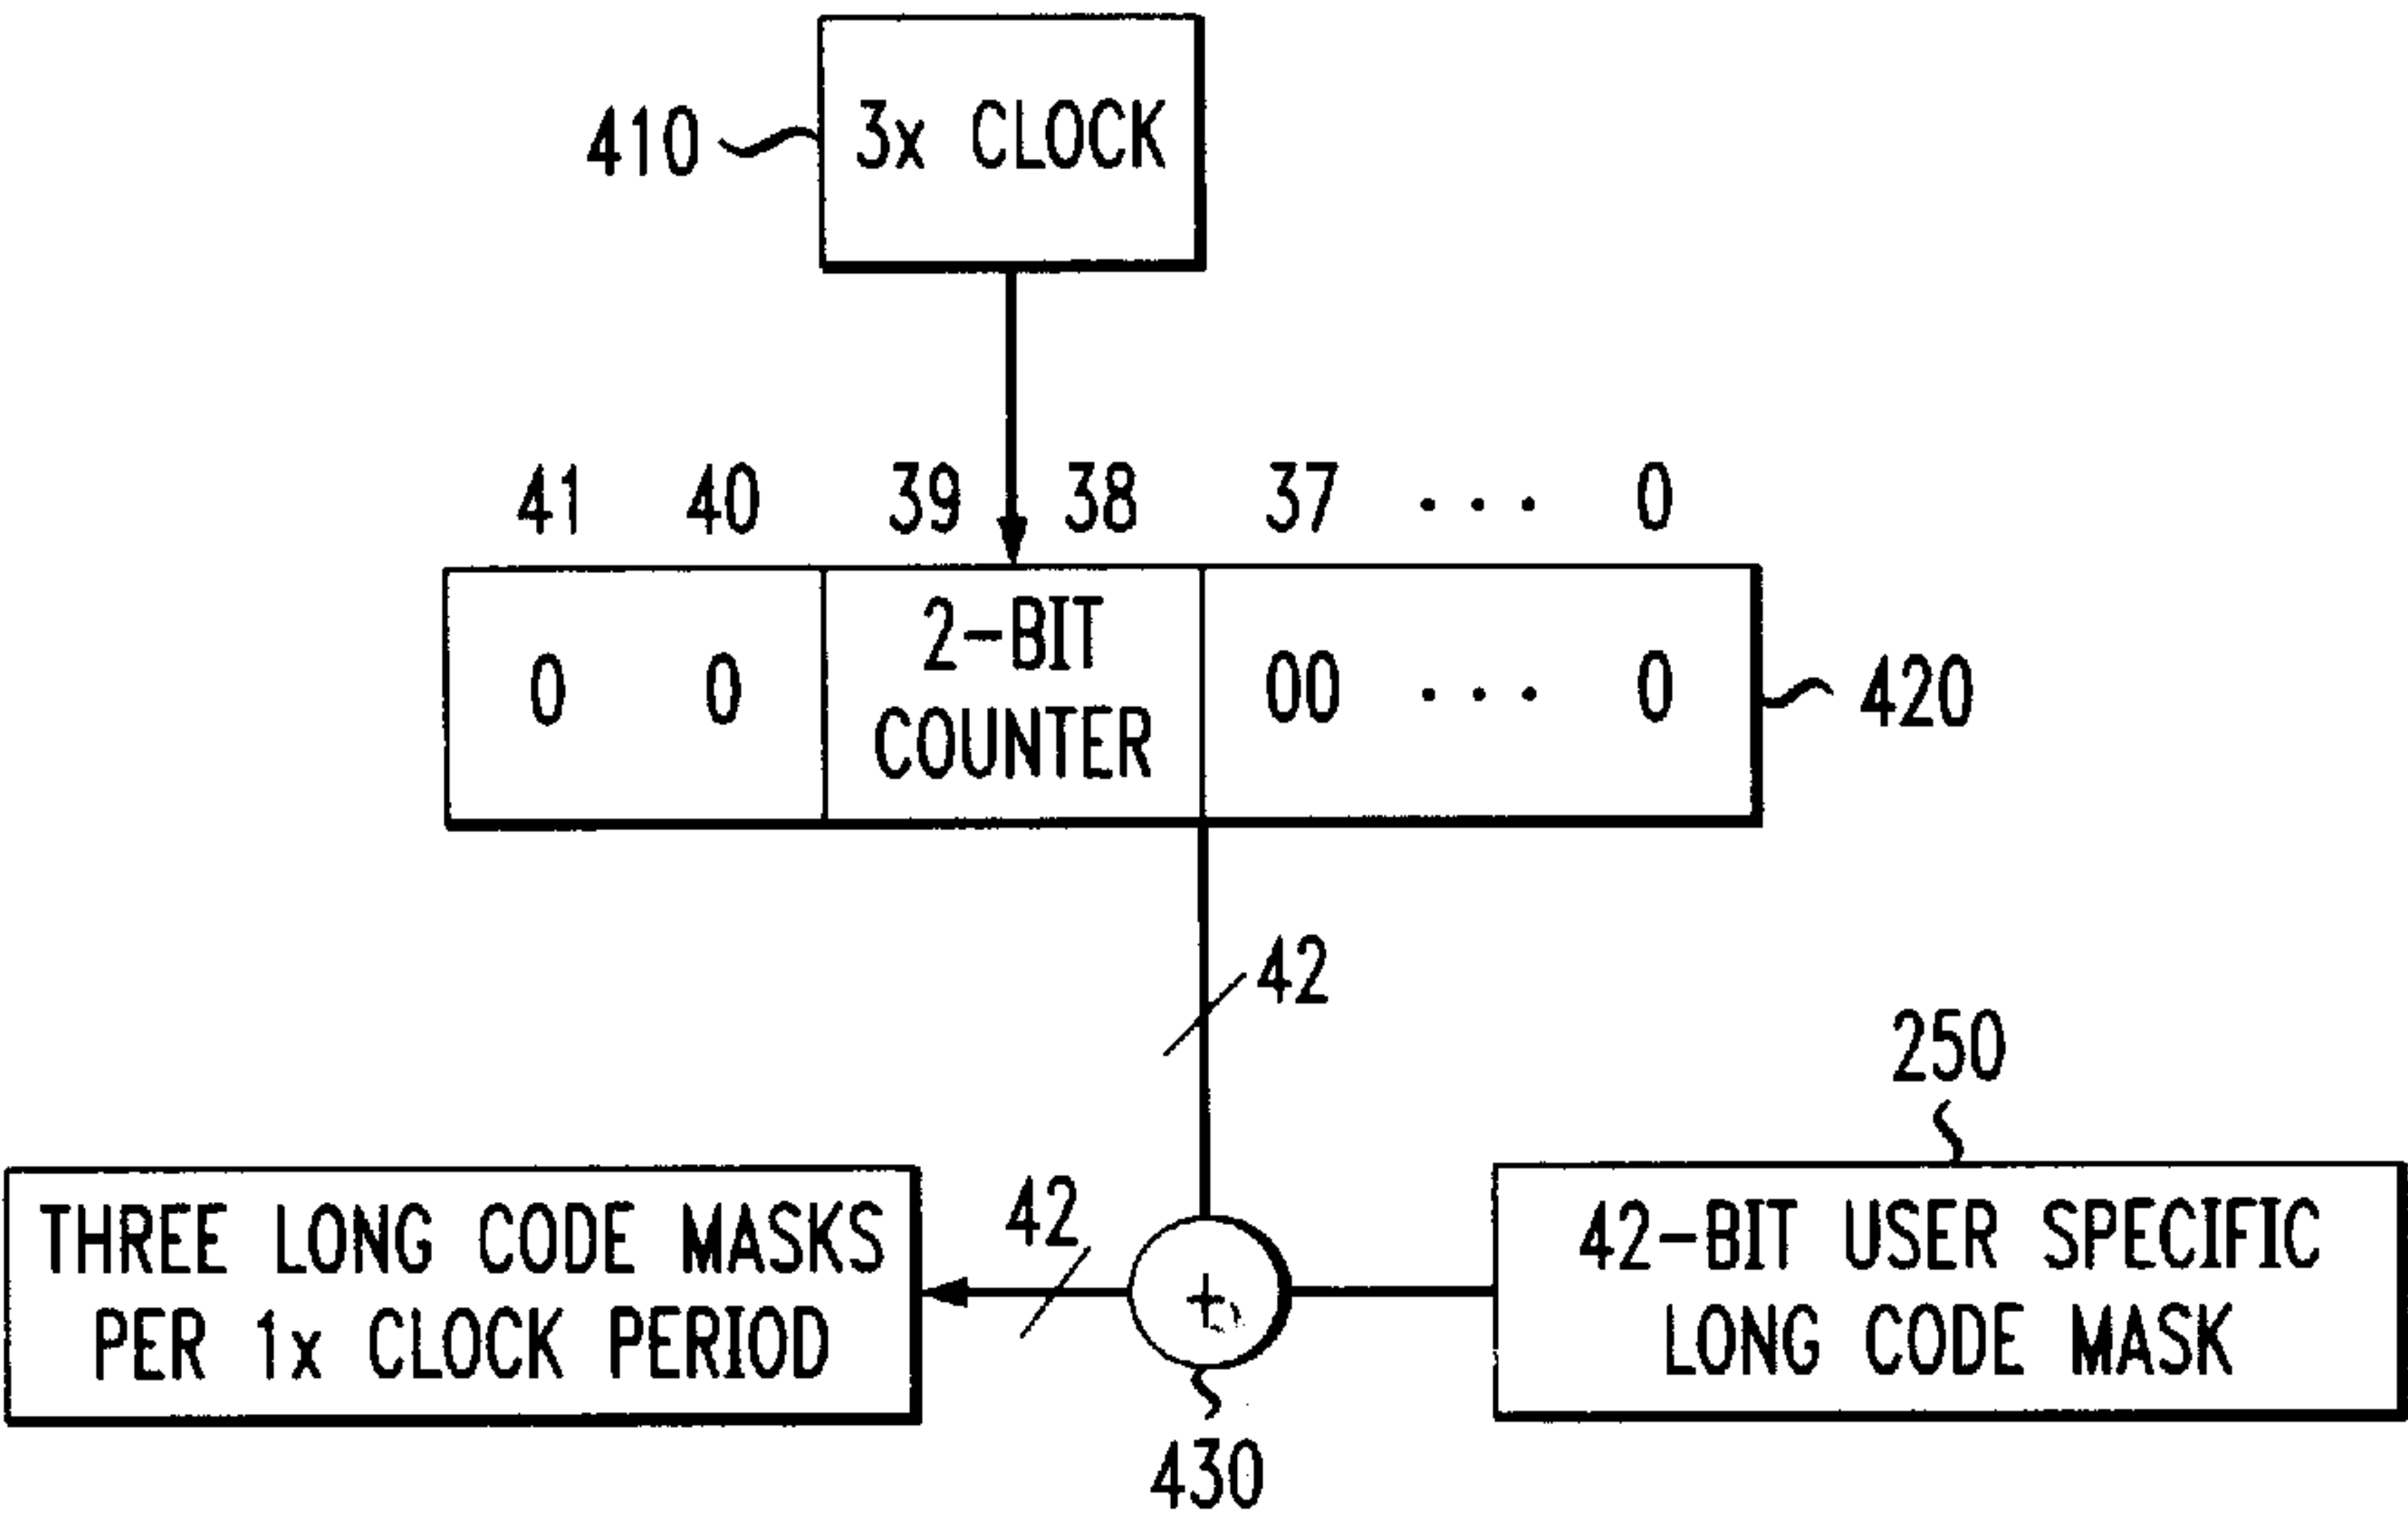 410
3x CLOCK
41 40 39 38 37 . . . 0
0 0 2-BIT COUNTER 00 . . . 0
420
42
250
THREE LONG CODE MASKS
PER 1x CLOCK PERIOD
42
+
42-BIT USER SPECIFIC
LONG CODE MASK
430